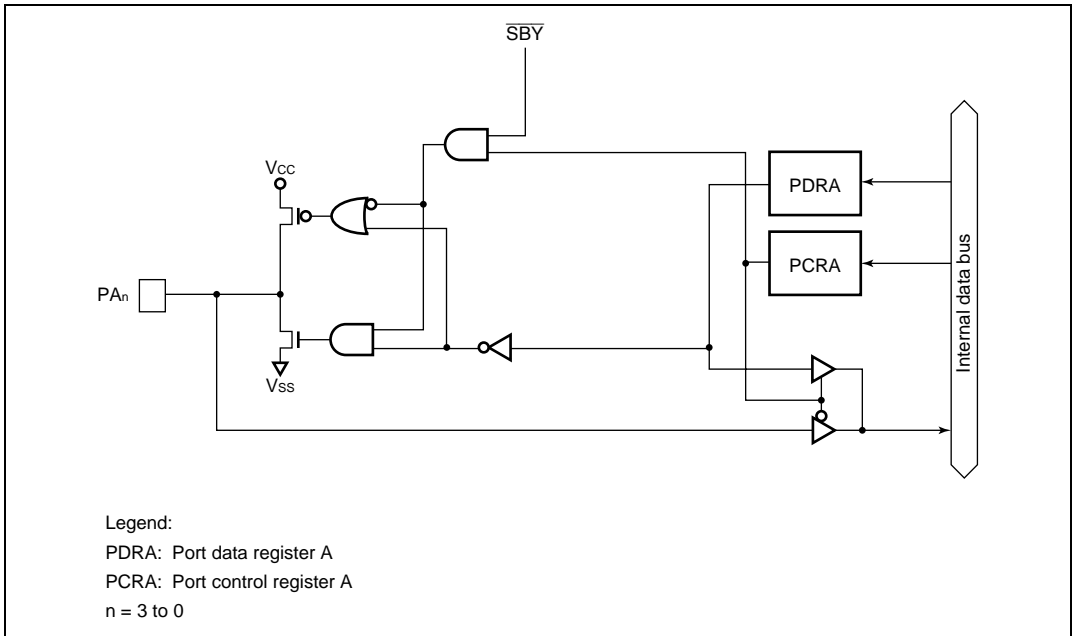 SBY
VCC
PDRA
PCRA
Internal data bus
PAn
VSS
Legend:
PDRA: Port data register A
PCRA: Port control register A
n = 3 to 0